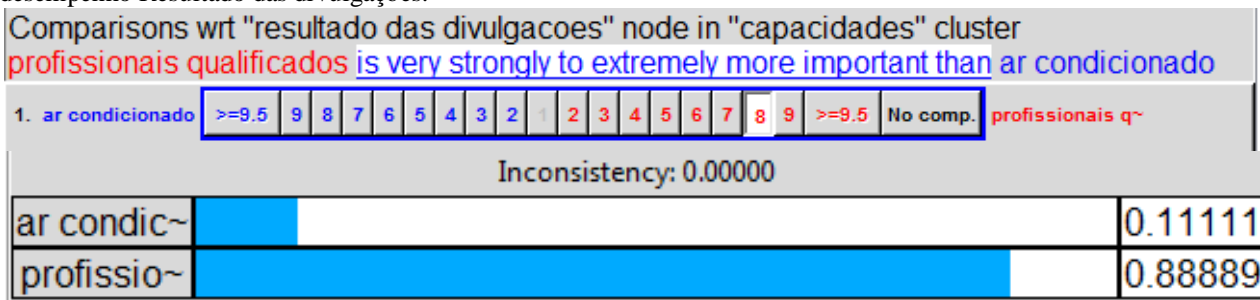 Comparisons wrt "resultado das divulgacoes" node in "capacidades" cluster
profissionais qualificados is very strongly to extremely more important than ar condicionado
1. ar condicionado >=9.5 9 8 7 6 5 4 3 2 1 2 3 4 5 6 7 8 9 >=9.5 No comp. profissionais q~
Inconsistency: 0.00000
ar condic~ 0.11111
profissio~ 0.88889